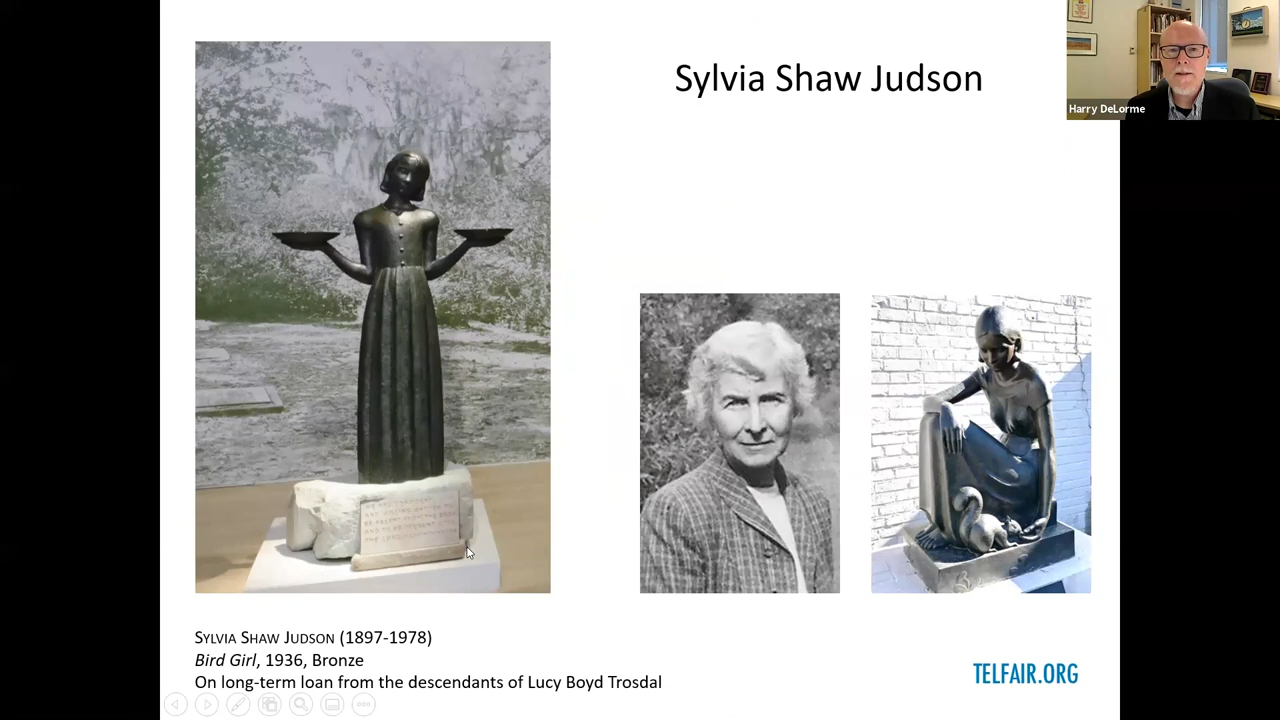 Sylvia Shaw Judson
Harry DeLorme
SYLVIA SHAW JUDSON (1897-1978)
Bird Girl, 1936, Bronze
On long-term loan from the descendants of Lucy Boyd Trosdal
TELFAIR.ORG